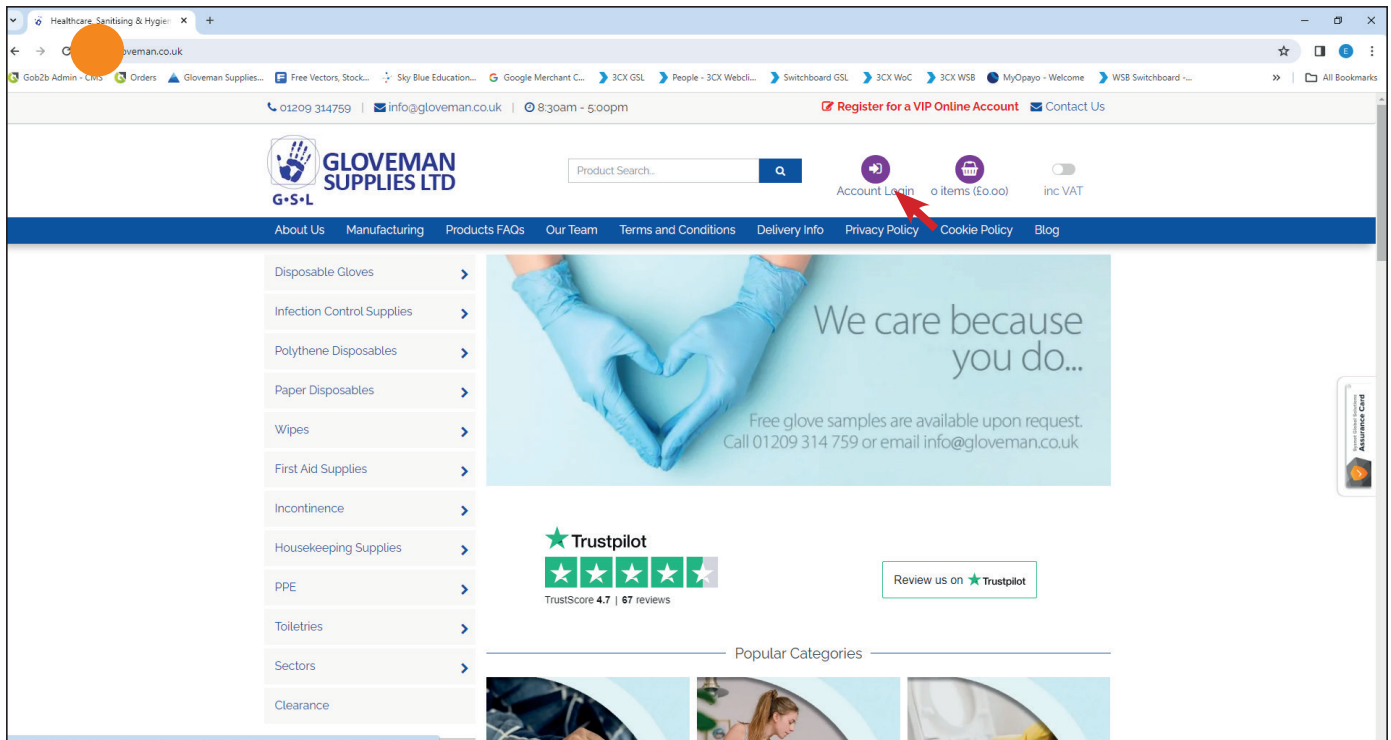 Healthcare, Sanitising & Hygien
oveman.co.uk
Gob2b Admin - CMS Orders Gloveman Supplies... Free Vectors, Stock... Sky Blue Education... Google Merchant C... 3CX GSL People - 3CX Webcli... Switchboard GSL 3CX WoC 3CX WSB MyOpayo - Welcome WSB Switchboard -... All Bookmarks
01209 314759 | info@gloveman.co.uk | 8:30am - 5:00pm Register for a VIP Online Account Contact Us
GLOVEMAN
SUPPLIES LTD
G•S•L
Product Search..
Account Login 0 items (£0.00) inc VAT
About Us Manufacturing Products FAQs Our Team Terms and Conditions Delivery Info Privacy Policy Cookie Policy Blog
Disposable Gloves
Infection Control Supplies
Polythene Disposables
Paper Disposables
Wipes
First Aid Supplies
Incontinence
Housekeeping Supplies
PPE
Toiletries
Sectors
Clearance
We care because
you do...
Free glove samples are available upon request.
Call 01209 314 759 or email info@gloveman.co.uk
Trustpilot
TrustScore 4.7 | 67 reviews
Review us on Trustpilot
Popular Categories
Assurance Card